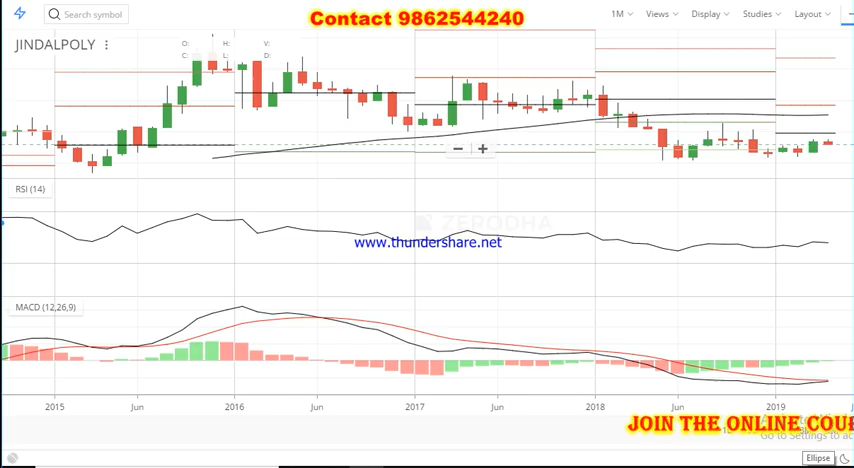 Search symbol
Contact 9862544240
1M Views Display Studies Layout
JINDALPOLY
O: H: V:
C: L: D:
RSI (14)
ZERODHA
www.thundershare.net
MACD (12,26,9)
2015 Jun 2016 Jun 2017 Jun 2018 Jun 2019
JOIN THE ONLINE COU
Go to Settings to ac
Ellipse